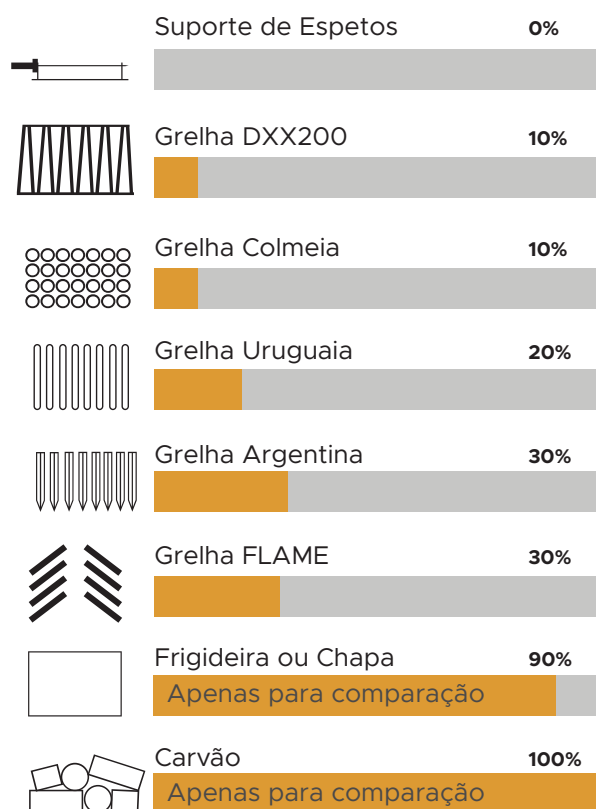 Suporte de Espetos 0%
Grelha DXX200 10%
Grelha Colmeia 10%
Grelha Uruguaia 20%
Grelha Argentina 30%
Grelha FLAME 30%
Frigideira ou Chapa 90%
Apenas para comparação
Carvão 100%
Apenas para comparação